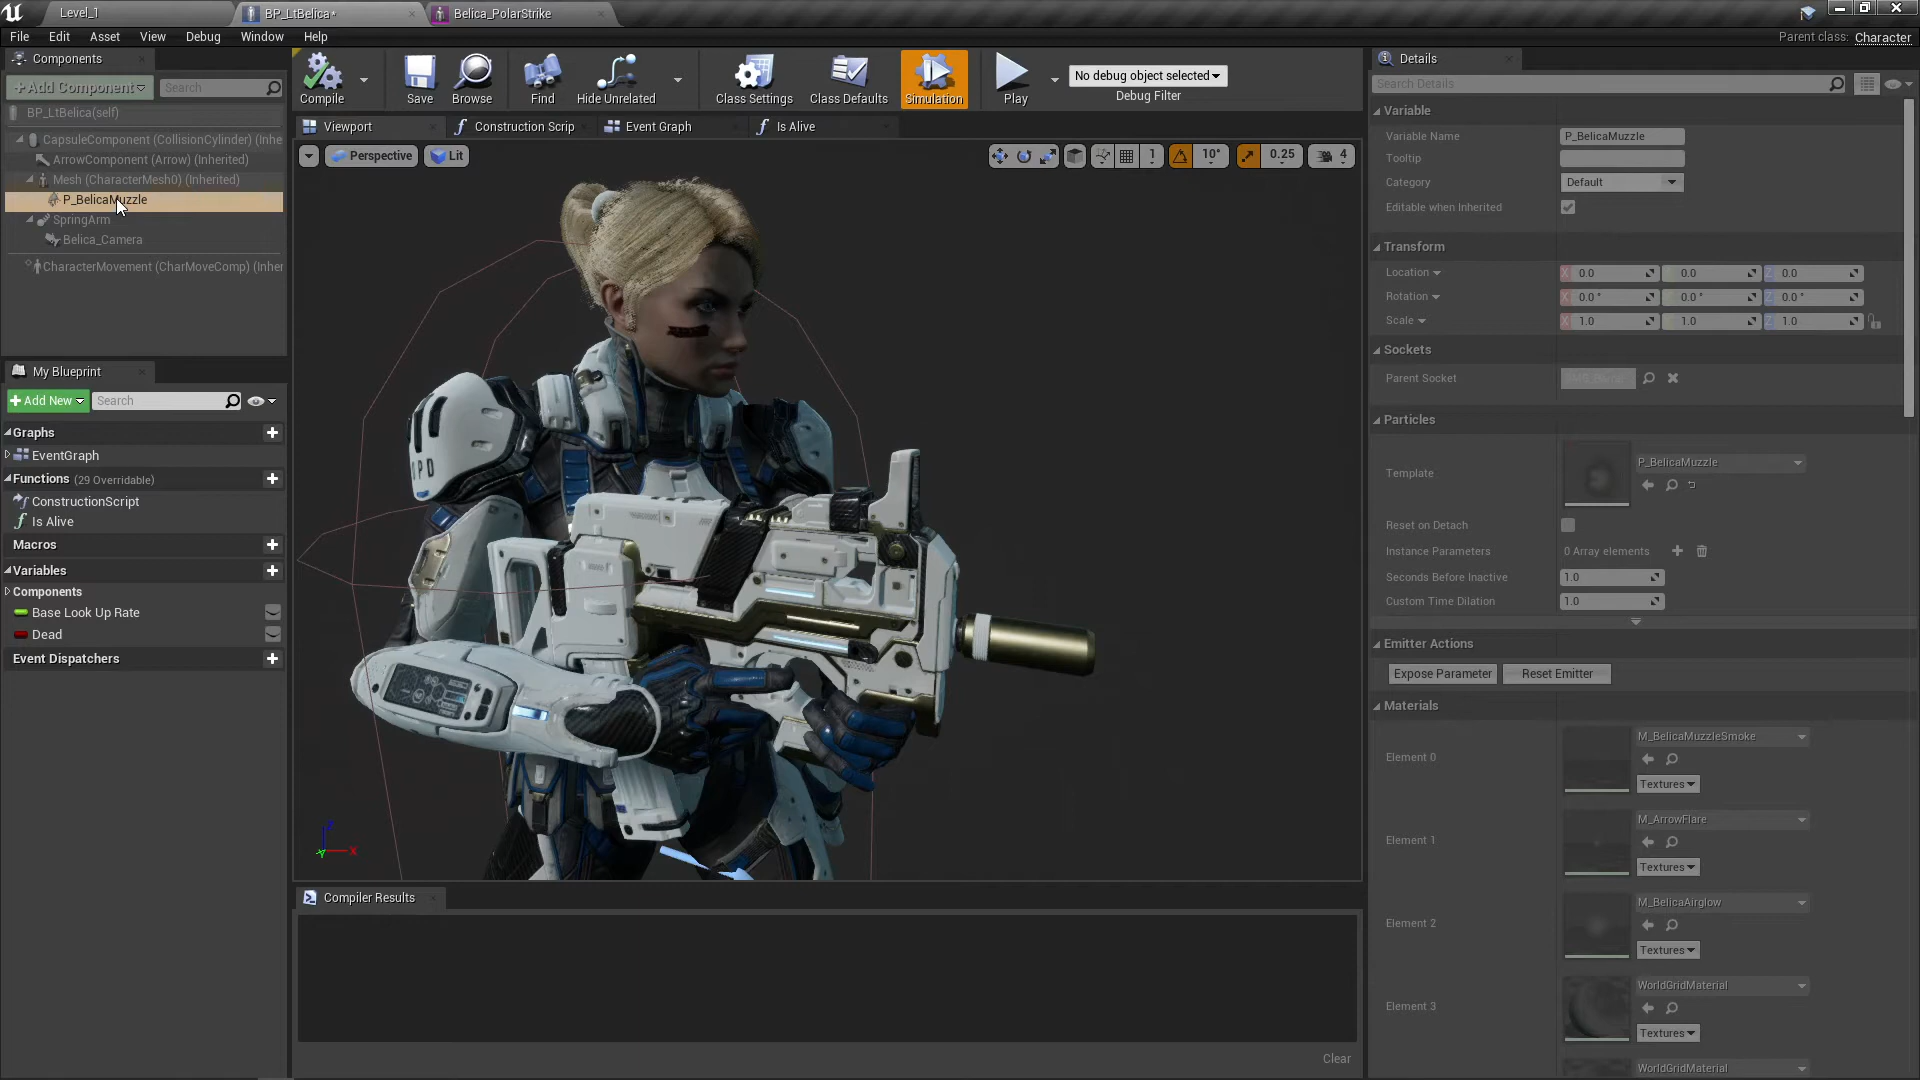 Level_1
BP_LtBelica*
Belica_PolarStrike
File Edit Asset View Debug Window Help
Parent class: Character
Components
+Add Component
Search
BP_LtBelica(self)
CapsuleComponent (CollisionCylinder) (Inhe
ArrowComponent (Arrow) (Inherited)
Mesh (CharacterMesh0) (Inherited)
P_BelicaMuzzle
SpringArm
Belica_Camera
CharacterMovement (CharMoveComp) (Inher
My Blueprint
+Add New
Search
Graphs
EventGraph
Functions (29 Overridable)
ConstructionScript
Is Alive
Macros
Variables
Components
Base Look Up Rate
Dead
Event Dispatchers
Compile
Save
Browse
Find
Hide Unrelated
Class Settings
Class Defaults
Simulation
Play
No debug object selected
Debug Filter
Viewport
Construction Scrip
Event Graph
Is Alive
Perspective
Lit
1
10°
0.25
4
IPD
Z
X
Y
Compiler Results
Clear
Details
Search Details
Variable
Variable Name P_BelicaMuzzle
Tooltip
Category Default
Editable when Inherited
Transform
Location X 0.0 Y 0.0 Z 0.0
Rotation X 0.0 ° Y 0.0 ° Z 0.0 °
Scale X 1.0 Y 1.0 Z 1.0
Sockets
Parent Socket
Particles
Template P_BelicaMuzzle
Reset on Detach
Instance Parameters 0 Array elements
Seconds Before Inactive 1.0
Custom Time Dilation 1.0
Emitter Actions
Expose Parameter Reset Emitter
Materials
Element 0 M_BelicaMuzzleSmoke
Textures
Element 1 M_ArrowFlare
Textures
Element 2 M_BelicaAirglow
Textures
Element 3 WorldGridMaterial
Textures
WorldGridMaterial